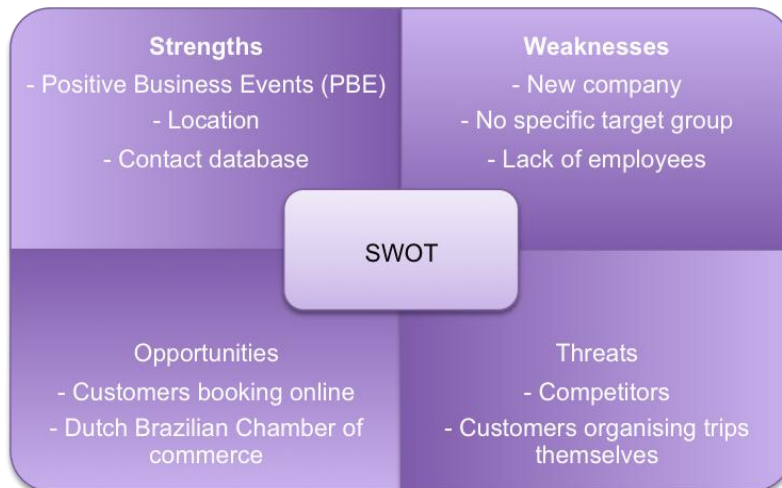 Strengths
- Positive Business Events (PBE)
- Location
- Contact database
Weaknesses
- New company
- No specific target group
- Lack of employees
SWOT
Opportunities
- Customers booking online
- Dutch Brazilian Chamber of
commerce
Threats
- Competitors
- Customers organising trips
themselves